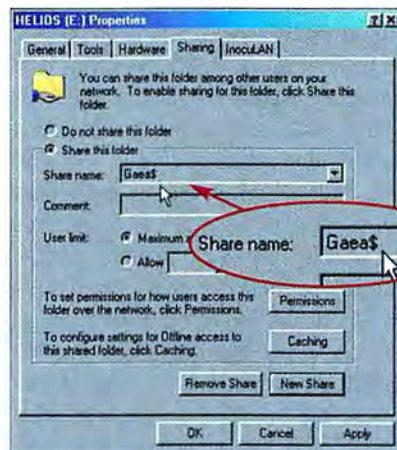 HELIOS (E:) Properties
General Tools Hardware Sharing InocuLAN
You can share this folder among other users on your
network. To enable sharing for this folder, click Share this
folder.
Do not share this folder
Share this folder
Share name: Gaea$
Comment:
User limit: Maximum
Allow
Share name: Gaea$
To set permissions for how users access this
folder over the network, click Permissions. Permissions
To configure settings for Offline access to
this shared folder, click Caching. Caching
Remove Share New Share
OK Cancel Apply